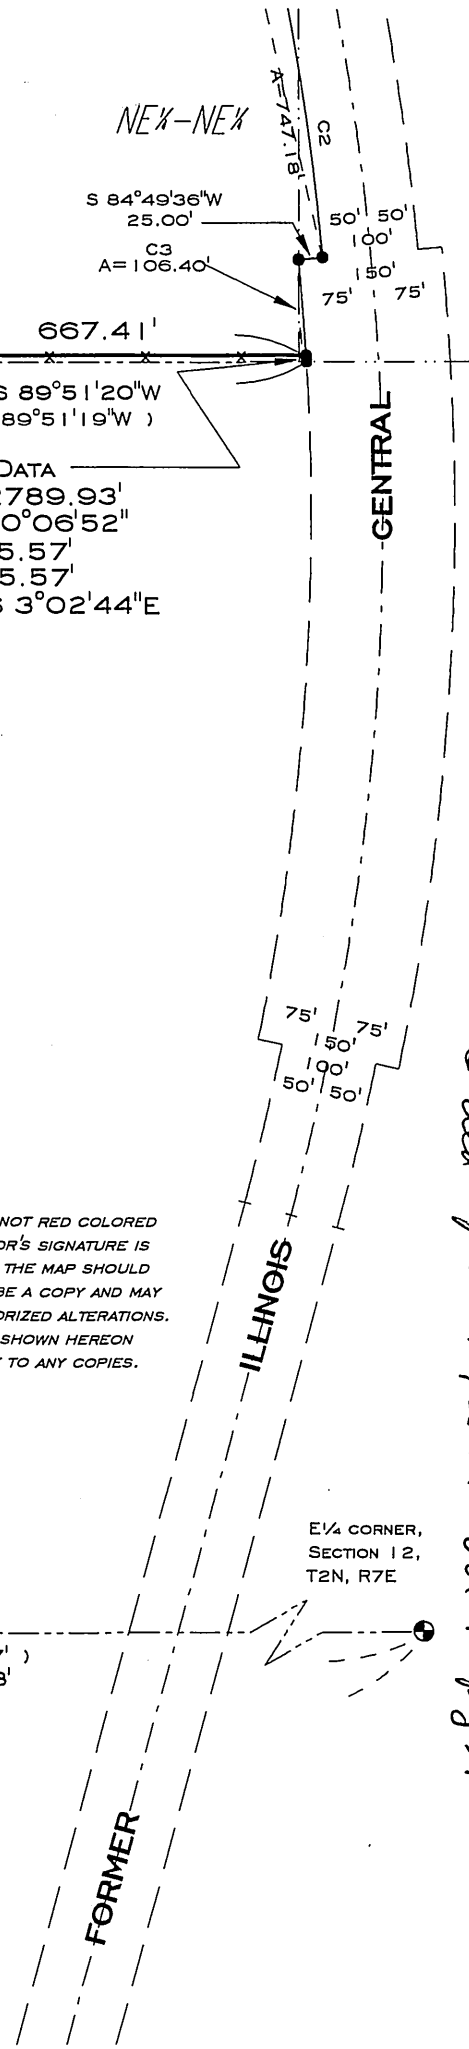 NE¼-NE¼
A=747.18'
C2
S 84°49'36"W
25.00'
C3
A=106.40'
50' 50'
100'
150'
75' 75'
667.41'
S 89°51'20"W
89°51'19"W )
DATA
2789.93'
0°06'52"
5.57'
5.57'
S 3°02'44"E
CENTRAL
75' 75'
150'
100'
50' 50'
NOT RED COLORED
OR'S SIGNATURE IS
THE MAP SHOULD
BE A COPY AND MAY
ORIZED ALTERATIONS.
SHOWN HEREON
TO ANY COPIES.
ILLINOIS
E¼ CORNER,
SECTION 12,
T2N, R7E
7' )
8'
FORMER